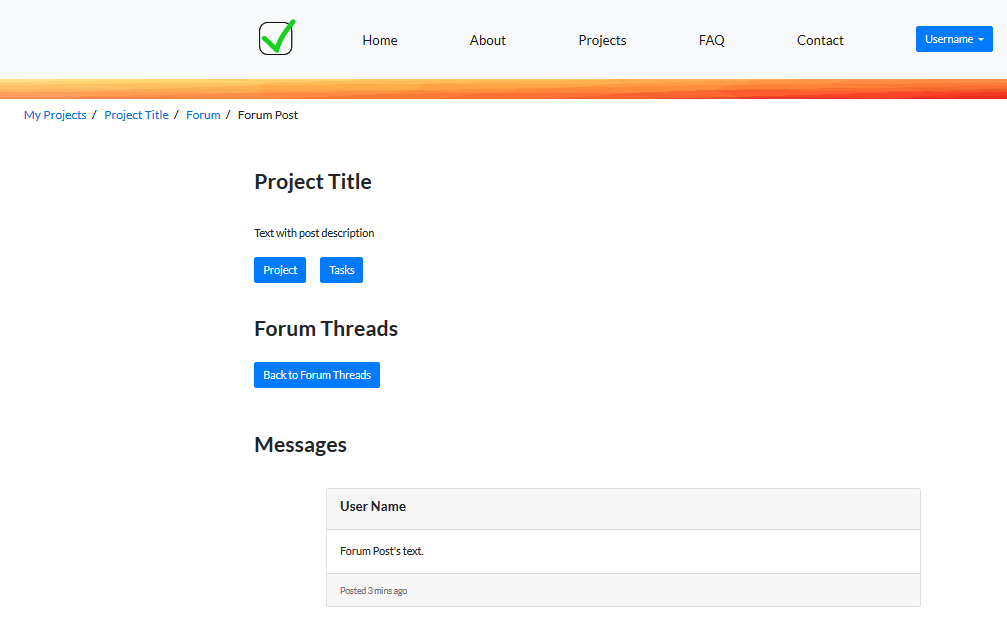 Home About Projects FAQ Contact Username
My Projects / Project Title / Forum / Forum Post
Project Title
Text with post description
Project Tasks
Forum Threads
Back to Forum Threads
Messages
User Name
Forum Post's text.
Posted 3 mins ago